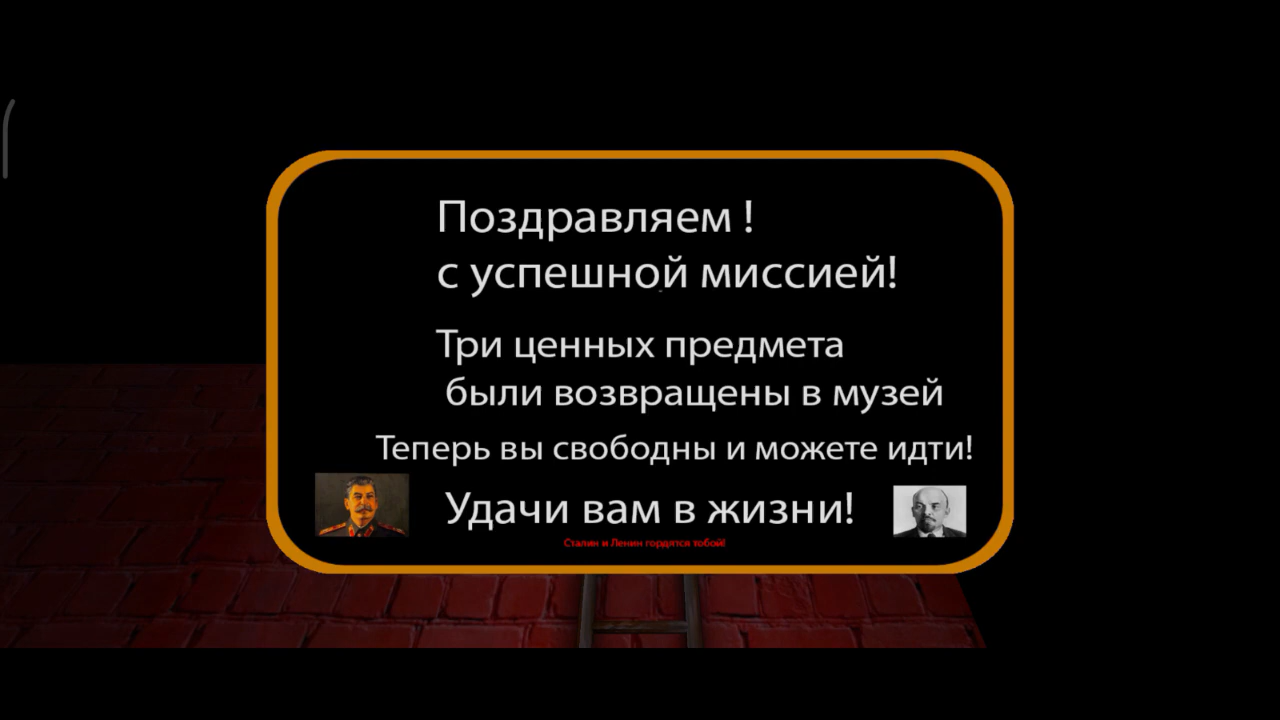 Поздравляем !
с успешной миссией!
Три ценных предмета
были возвращены в музей
Теперь вы свободны и можете идти!
Удачи вам в жизни!
Сталин и Ленин гордятся тобой!